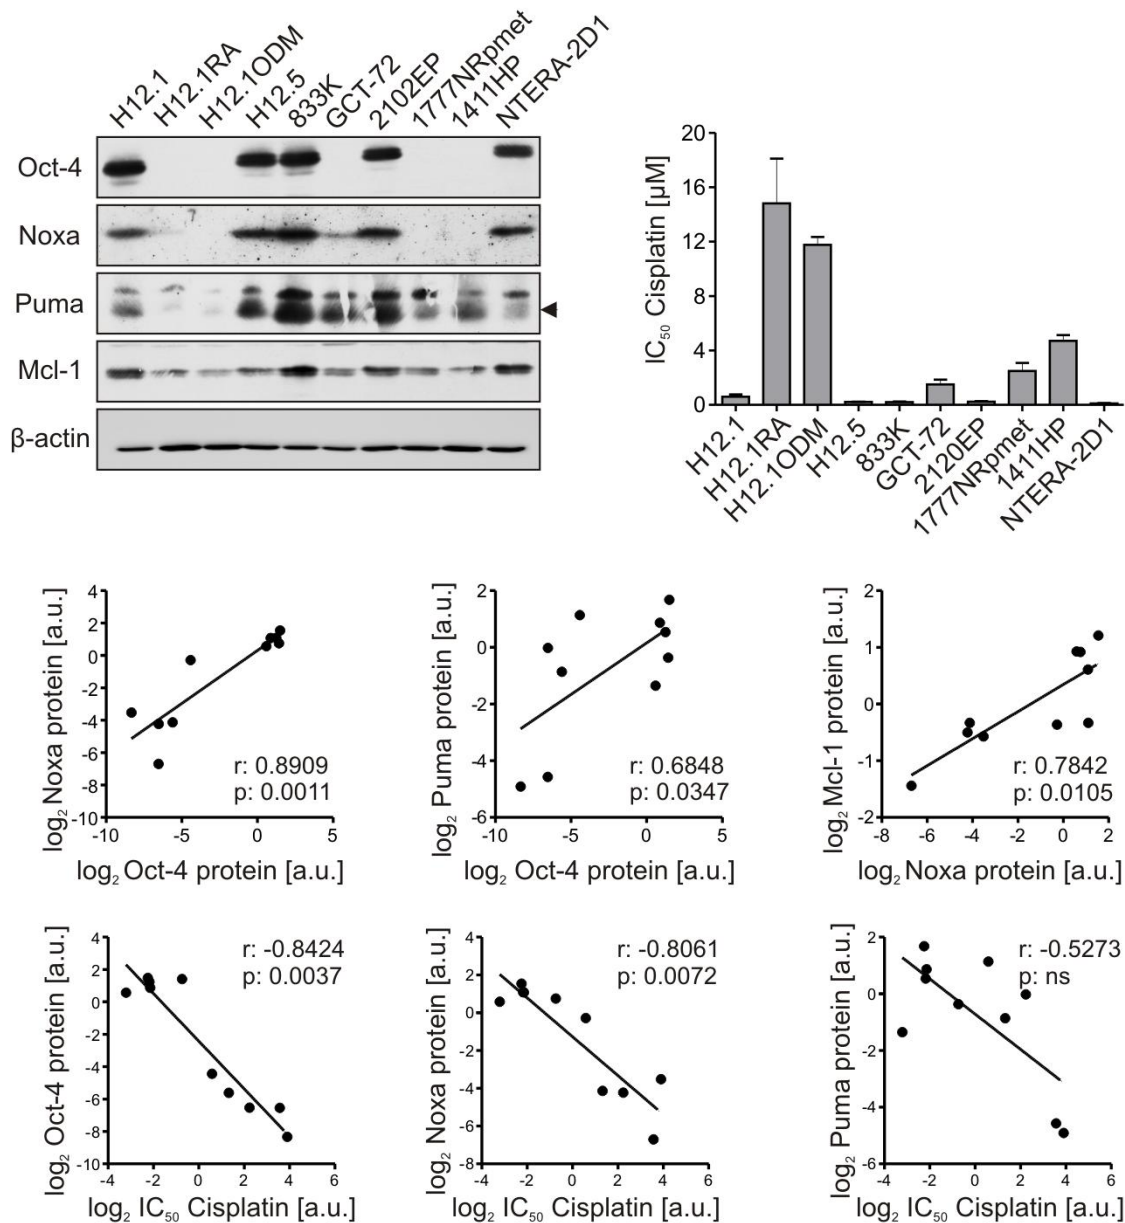 H12.1
H12.1RA
H12.1ODM
H12.5
833K
GCT-72
2102EP
1777NRpmet
1411HP
NTERA-2D1
Oct-4
Noxa
Puma
Mcl-1
β-actin
IC50 Cisplatin [µM]
20
16
12
8
4
0
H12.1
H12.1RA
H12.1ODM
H12.5
833K
GCT-72
2120EP
1777NRpmet
1411HP
NTERA-2D1
log2 Noxa protein [a.u.]
4
2
0
-2
-4
-6
-8
-10
r: 0.8909
p: 0.0011
-10 -5 0 5
log2 Oct-4 protein [a.u.]
log2 Puma protein [a.u.]
2
0
-2
-4
-6
r: 0.6848
p: 0.0347
-10 -5 0 5
log2 Oct-4 protein [a.u.]
log2 Mcl-1 protein [a.u.]
2
1
0
-1
-2
r: 0.7842
p: 0.0105
-8 -6 -4 -2 0 2
log2 Noxa protein [a.u.]
log2 Oct-4 protein [a.u.]
4
2
0
-2
-4
-6
-8
-10
r: -0.8424
p: 0.0037
-4 -2 0 2 4 6
log2 IC50 Cisplatin [a.u.]
log2 Noxa protein [a.u.]
4
2
0
-2
-4
-6
-8
r: -0.8061
p: 0.0072
-4 -2 0 2 4 6
log2 IC50 Cisplatin [a.u.]
log2 Puma protein [a.u.]
2
0
-2
-4
-6
r: -0.5273
p: ns
-4 -2 0 2 4 6
log2 IC50 Cisplatin [a.u.]